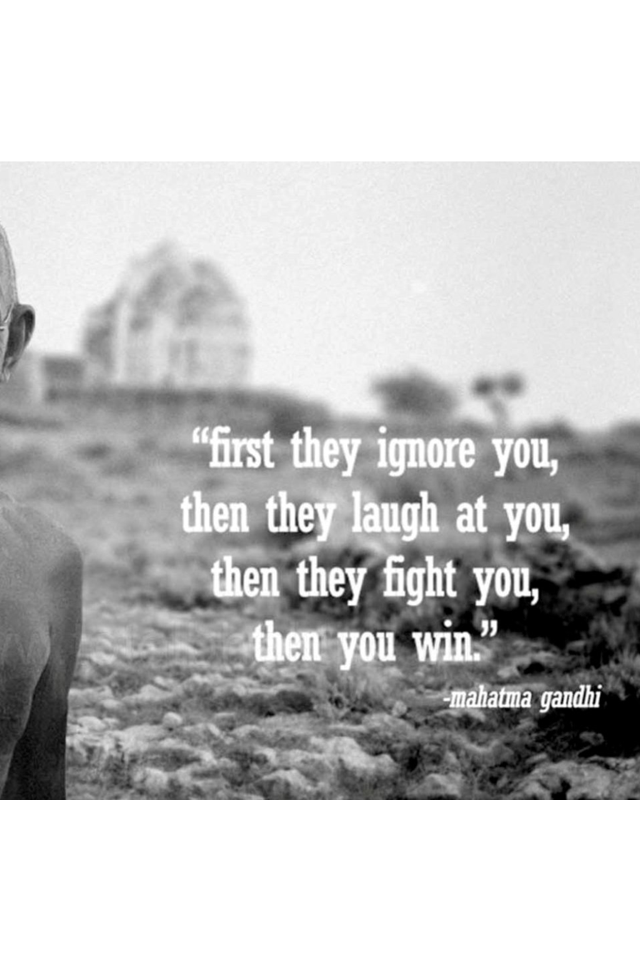 “first they ignore you,
then they laugh at you,
then they fight you,
then you win.”
-mahatma gandhi